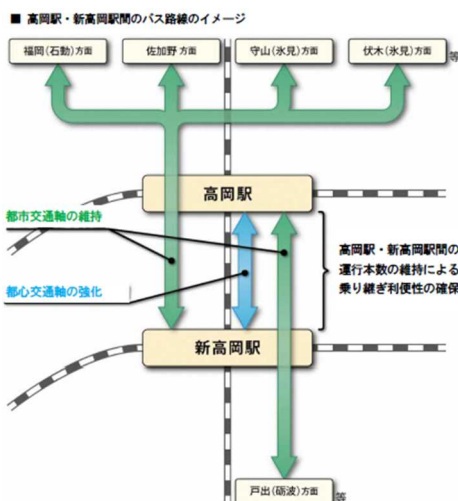 ■ 高岡駅・新高岡駅間のバス路線のイメージ
福岡(石動)方面
佐加野方面
守山(氷見)方面
伏木(氷見)方面
等
高岡駅
都市交通軸の維持
高岡駅・新高岡駅間の
運行本数の維持による
乗り継ぎ利便性の確保
都心交通軸の強化
新高岡駅
戸出(砺波)方面
等